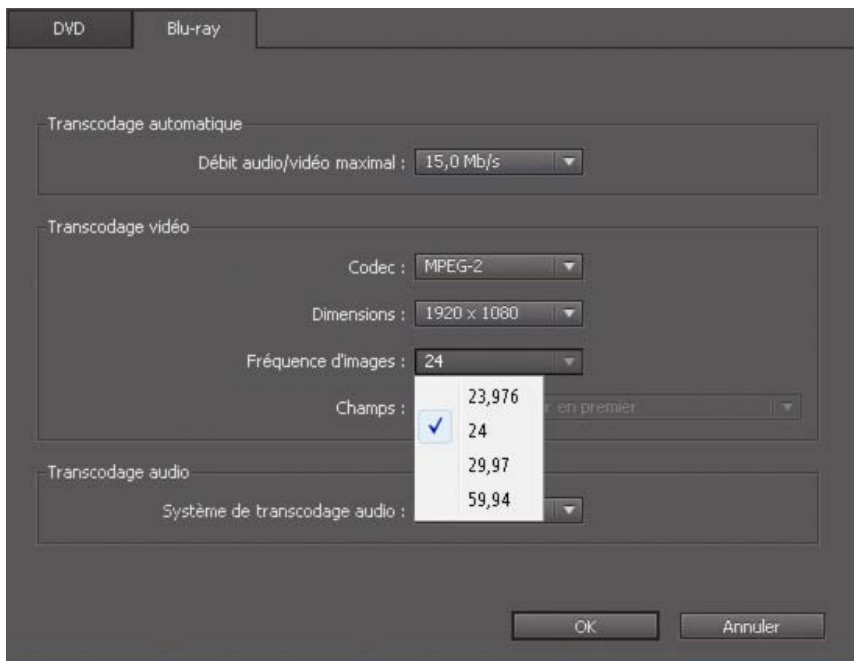 DVD
Blu-ray
Transcodage automatique
Débit audio/vidéo maximal : 15,0 Mb/s
Transcodage vidéo
Codec : MPEG-2
Dimensions : 1920 x 1080
Fréquence d'images : 24
23,976
24
29,97
59,94
Champs : en premier
Transcodage audio
Système de transcodage audio :
OK
Annuler